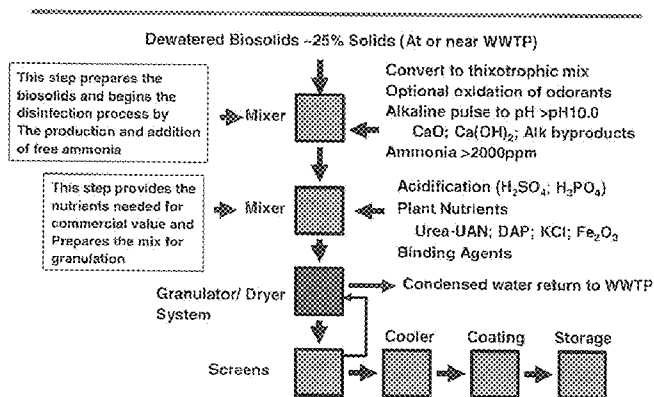 Dewatered Biosolids ~25% Solids (At or near WWTP)
This step prepares the
biosolids and begins the
disinfection process by
The production and addition
of free ammonia
Mixer
Convert to thixotrophic mix
Optional oxidation of odorants
Alkaline pulse to pH >pH10.0
CaO; Ca(OH)₂; Alk byproducts
Ammonia >2000ppm
This step provides the
nutrients needed for
commercial value and
Prepares the mix for
granulation
Mixer
Acidification (H₂SO₄; H₃PO₄)
Plant Nutrients
Urea-UAN; DAP; KCl; Fe₂O₃
Binding Agents
Granulator/ Dryer
System
Condensed water return to WWTP
Screens
Cooler
Coating
Storage